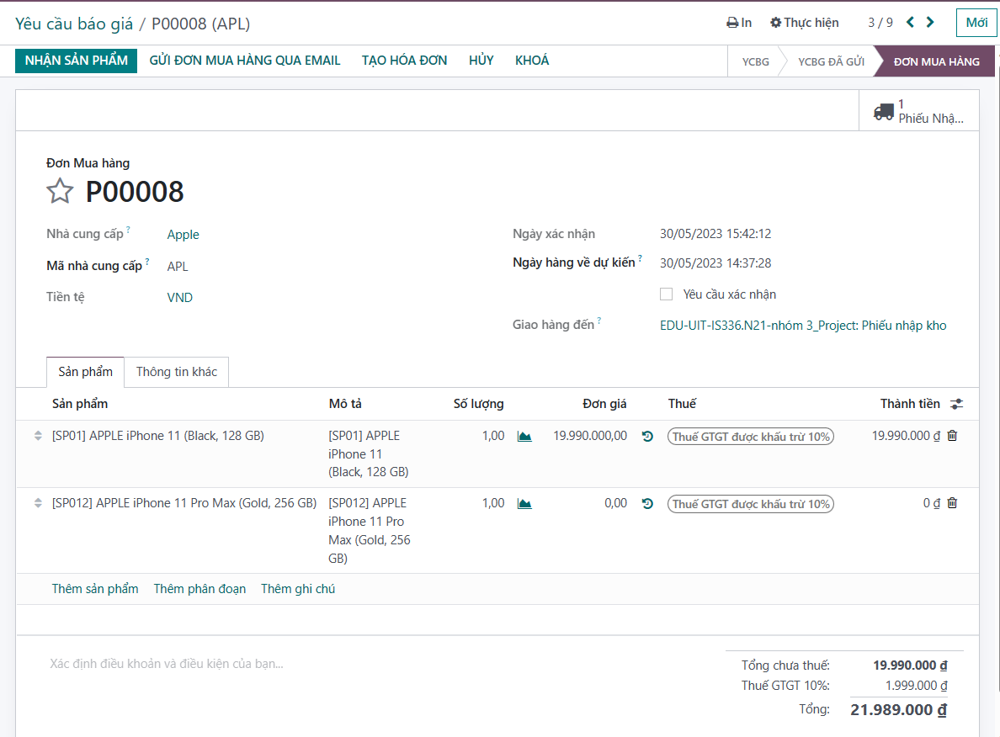 Yêu cầu báo giá / P00008 (APL)
In Thực hiện 3 / 9 Mới
NHẬN SẢN PHẨM GỬI ĐƠN MUA HÀNG QUA EMAIL TẠO HÓA ĐƠN HỦY KHOÁ
YCBG YCBG ĐÃ GỬI ĐƠN MUA HÀNG
1
Phiếu Nhậ...
Đơn Mua hàng
P00008
Nhà cung cấp ? Apple
Mã nhà cung cấp ? APL
Tiền tệ VND
Ngày xác nhận 30/05/2023 15:42:12
Ngày hàng về dự kiến ? 30/05/2023 14:37:28
Yêu cầu xác nhận
Giao hàng đến ? EDU-UIT-IS336.N21-nhóm 3_Project: Phiếu nhập kho
Sản phẩm Thông tin khác
Sản phẩm Mô tả Số lượng Đơn giá Thuế Thành tiền
[SP01] APPLE iPhone 11 (Black, 128 GB) [SP01] APPLE 1,00 19.990.000,00 Thuế GTGT được khấu trừ 10% 19.990.000 ₫
iPhone 11
(Black, 128 GB)
[SP012] APPLE iPhone 11 Pro Max (Gold, 256 GB) [SP012] APPLE 1,00 0,00 Thuế GTGT được khấu trừ 10% 0 ₫
iPhone 11 Pro
Max (Gold, 256
GB)
Thêm sản phẩm Thêm phân đoạn Thêm ghi chú
Xác định điều khoản và điều kiện của bạn...
Tổng chưa thuế: 19.990.000 ₫
Thuế GTGT 10%: 1.999.000 ₫
Tổng: 21.989.000 ₫